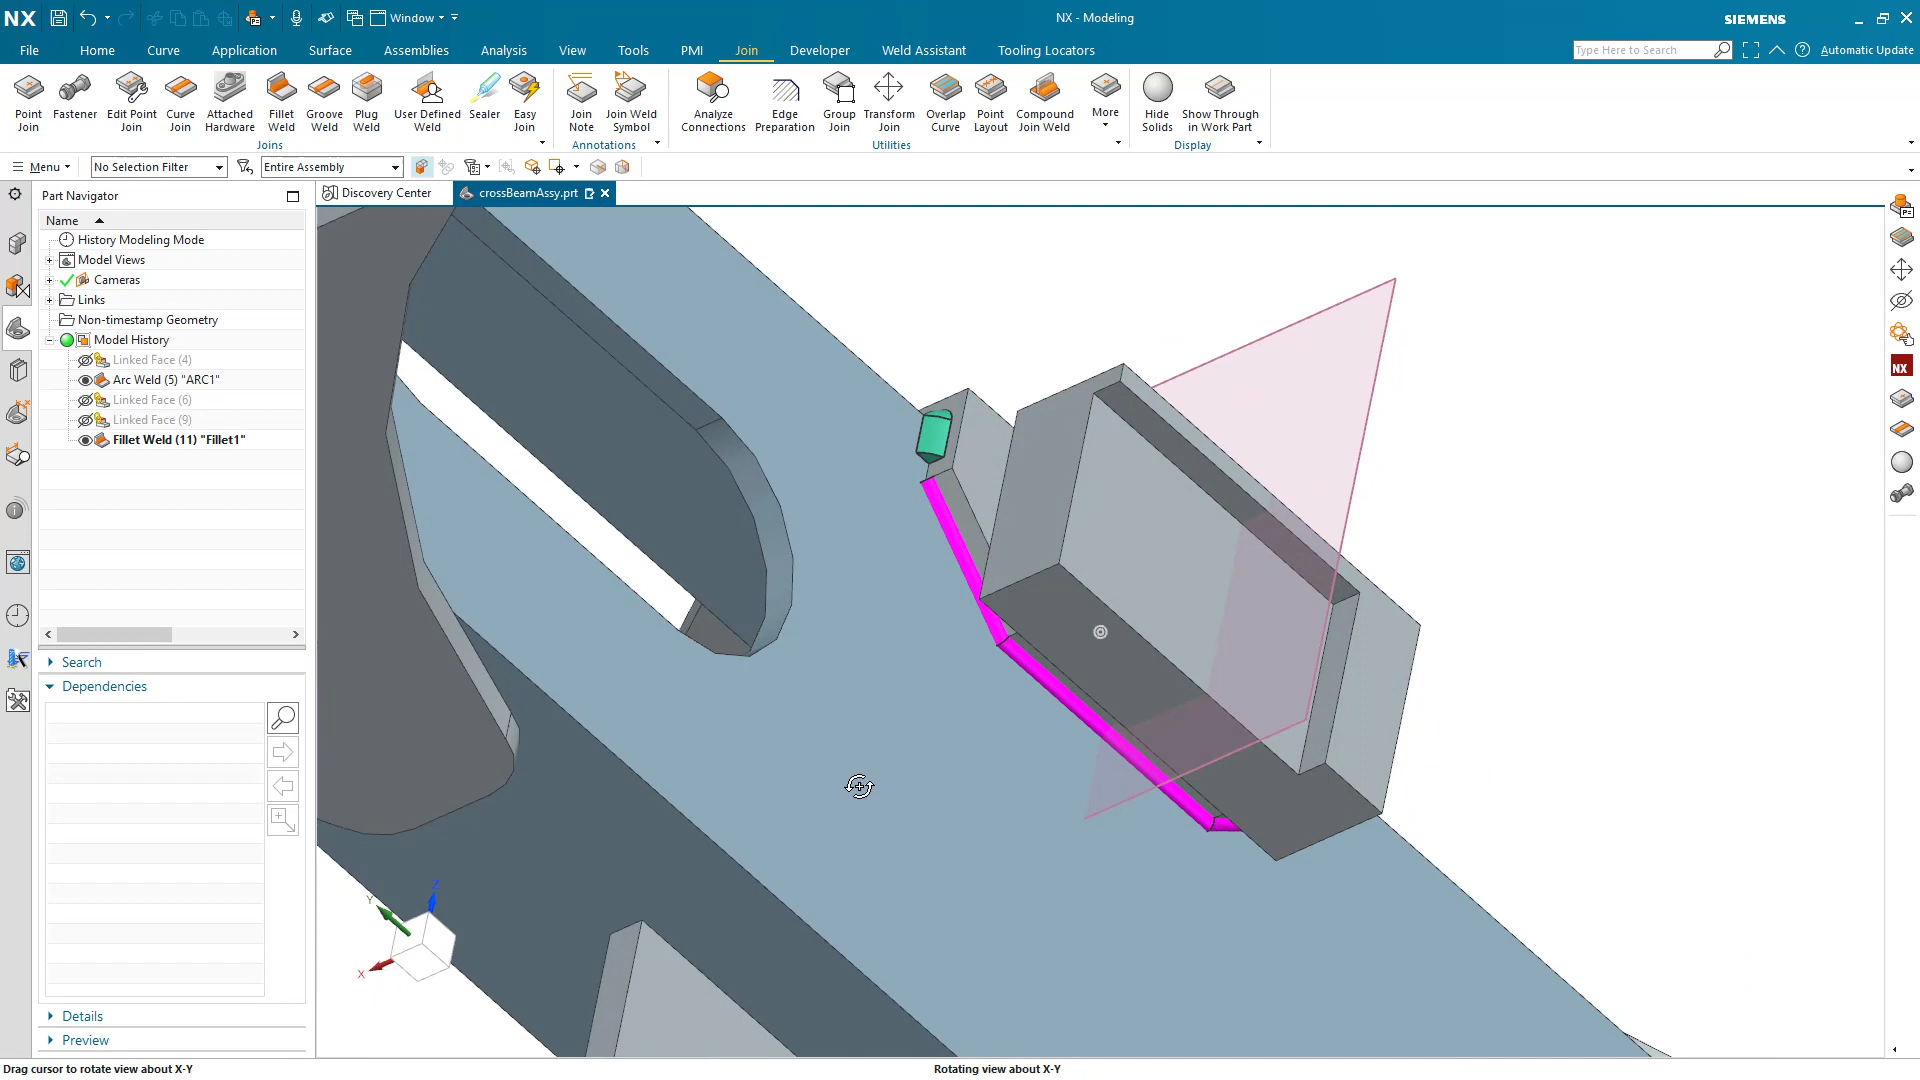 NX
Window
NX - Modeling
SIEMENS
File
Home
Curve
Application
Surface
Assemblies
Analysis
View
Tools
PMI
Join
Developer
Weld Assistant
Tooling Locators
Type Here to Search
Automatic Update
Point Join
Fastener
Edit Point Join
Curve Join
Attached Hardware
Fillet Weld
Groove Weld
Plug Weld
User Defined Weld
Sealer
Easy Join
Joins
Join Note
Join Weld Symbol
Annotations
Analyze Connections
Edge Preparation
Group Join
Transform Join
Overlap Curve
Point Layout
Compound Join Weld
More
Utilities
Hide Solids
Show Through in Work Part
Display
Menu
No Selection Filter
Entire Assembly
Part Navigator
Discovery Center
crossBeamAssy.prt
Name
History Modeling Mode
Model Views
Cameras
Links
Non-timestamp Geometry
Model History
Linked Face (4)
Arc Weld (5) "ARC1"
Linked Face (6)
Linked Face (9)
Fillet Weld (11) "Fillet1"
Search
Dependencies
Details
Preview
Z
Y
X
NX
Drag cursor to rotate view about X-Y
Rotating view about X-Y